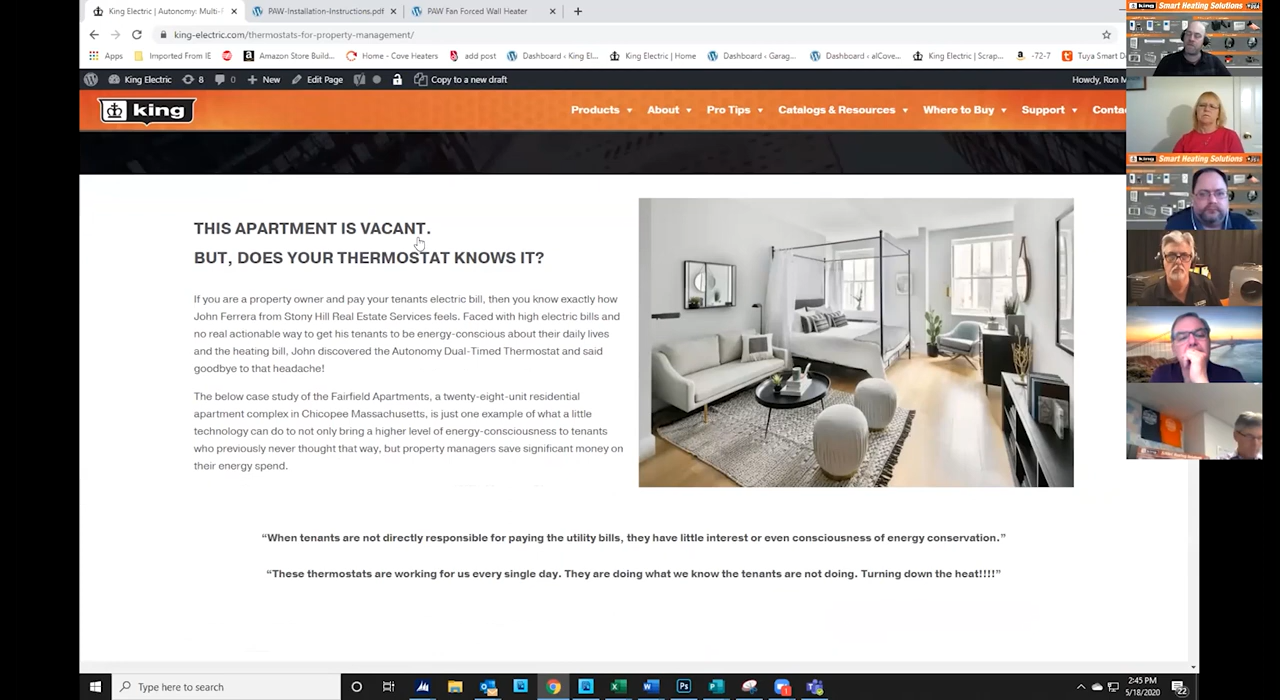 King Electric | Autonomy: Multi-F
PAW-Installation-Instructions.pdf
PAW Fan Forced Wall Heater
king-electric.com/thermostats-for-property-management/
Apps
Imported From IE
Amazon Store Build...
Home - Cove Heaters
add post
Dashboard ‹ King El...
King Electric | Home
Dashboard ‹ Garag...
Dashboard ‹ alCove...
King Electric | Scrap...
-72-7
Tuya Smart D
King Electric
8
0
New
Edit Page
Copy to a new draft
Howdy, Ron M
king
Products
About
Pro Tips
Catalogs & Resources
Where to Buy
Support
Conta
THIS APARTMENT IS VACANT.
BUT, DOES YOUR THERMOSTAT KNOWS IT?
If you are a property owner and pay your tenants electric bill, then you know exactly how
John Ferrera from Stony Hill Real Estate Services feels. Faced with high electric bills and
no real actionable way to get his tenants to be energy-conscious about their daily lives
and the heating bill, John discovered the Autonomy Dual-Timed Thermostat and said
goodbye to that headache!
The below case study of the Fairfield Apartments, a twenty-eight-unit residential
apartment complex in Chicopee Massachusetts, is just one example of what a little
technology can do to not only bring a higher level of energy-consciousness to tenants
who previously never thought that way, but property managers save significant money on
their energy spend.
“When tenants are not directly responsible for paying the utility bills, they have little interest or even consciousness of energy conservation.”
“These thermostats are working for us every single day. They are doing what we know the tenants are not doing. Turning down the heat!!!!”
king Smart Heating Solutions
king Smart Heating Solutions
Type here to search
2:45 PM
5/18/2020
22